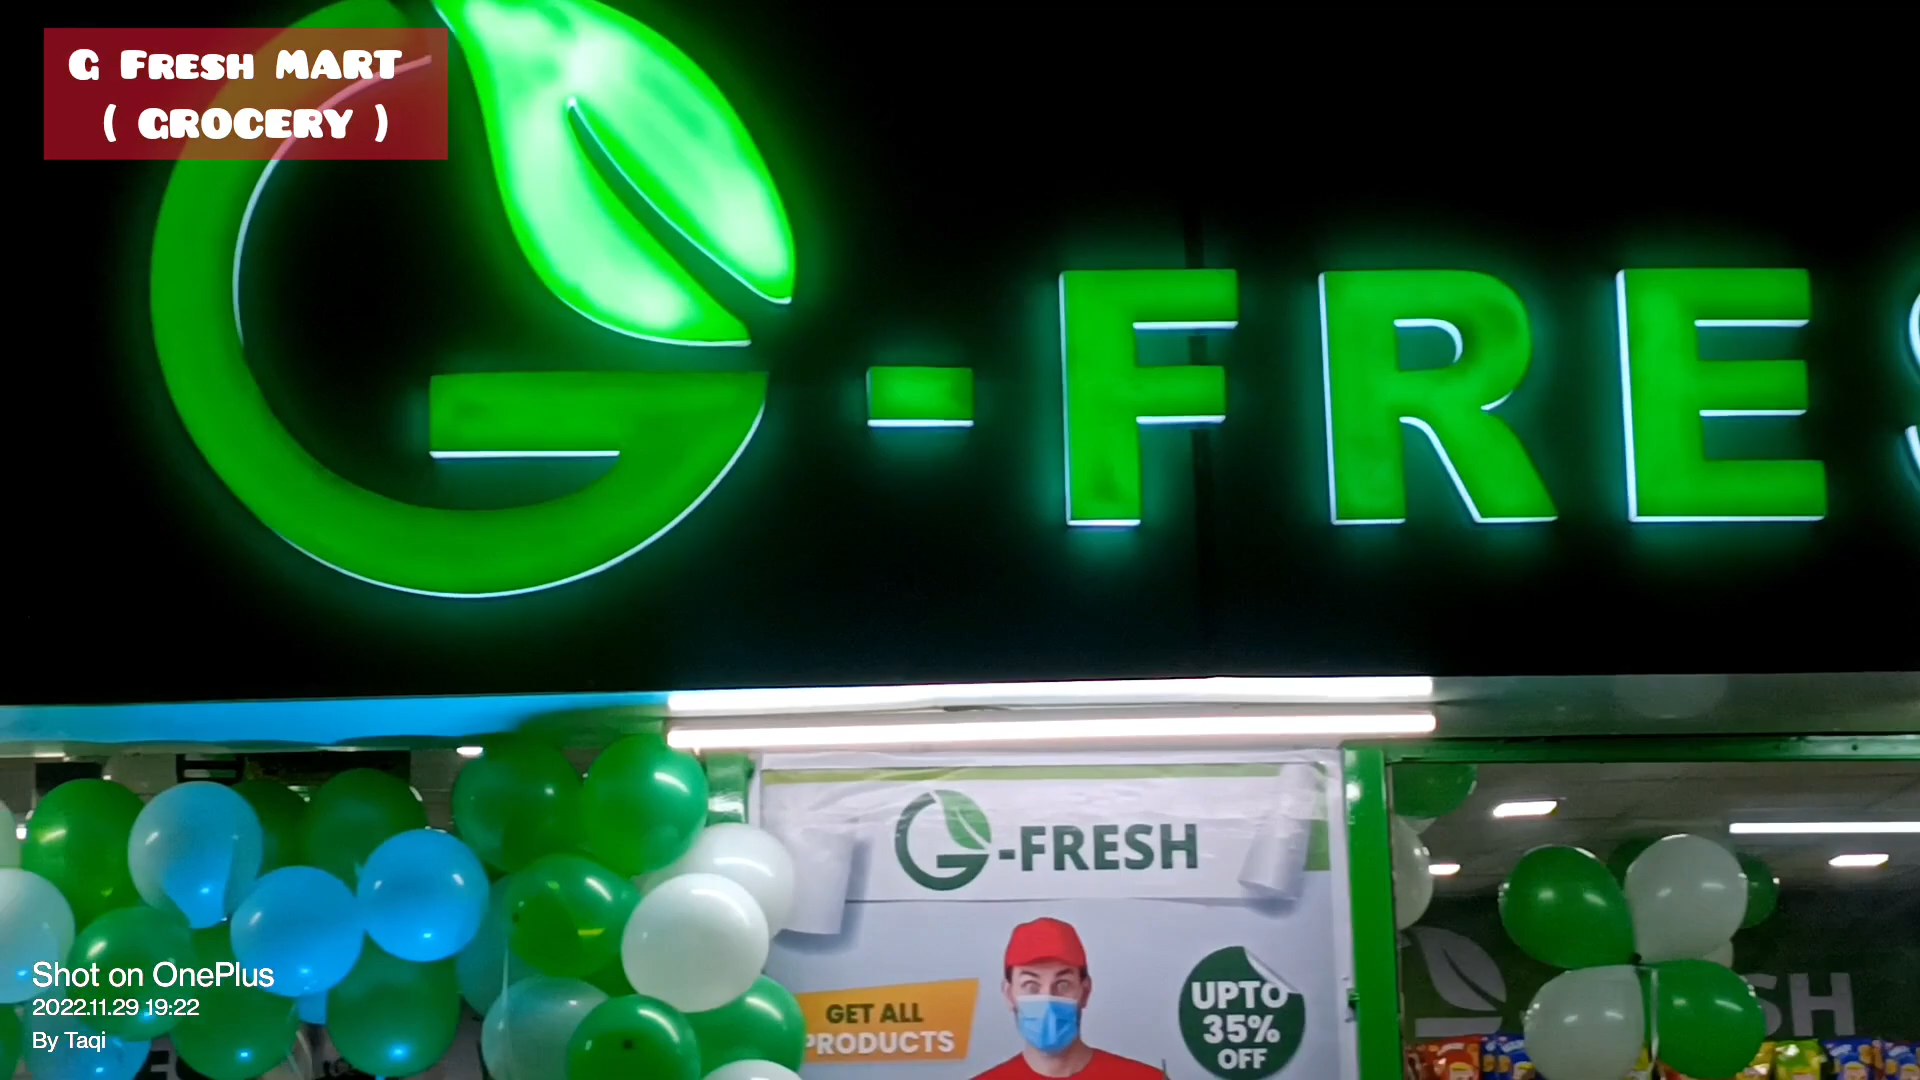 G FRESH MART
( GROCERY )
G-FRES
G-FRESH
GET ALL
PRODUCTS
UPTO
35%
OFF
SH
Shot on OnePlus
2022.11.29 19:22
By Taqi